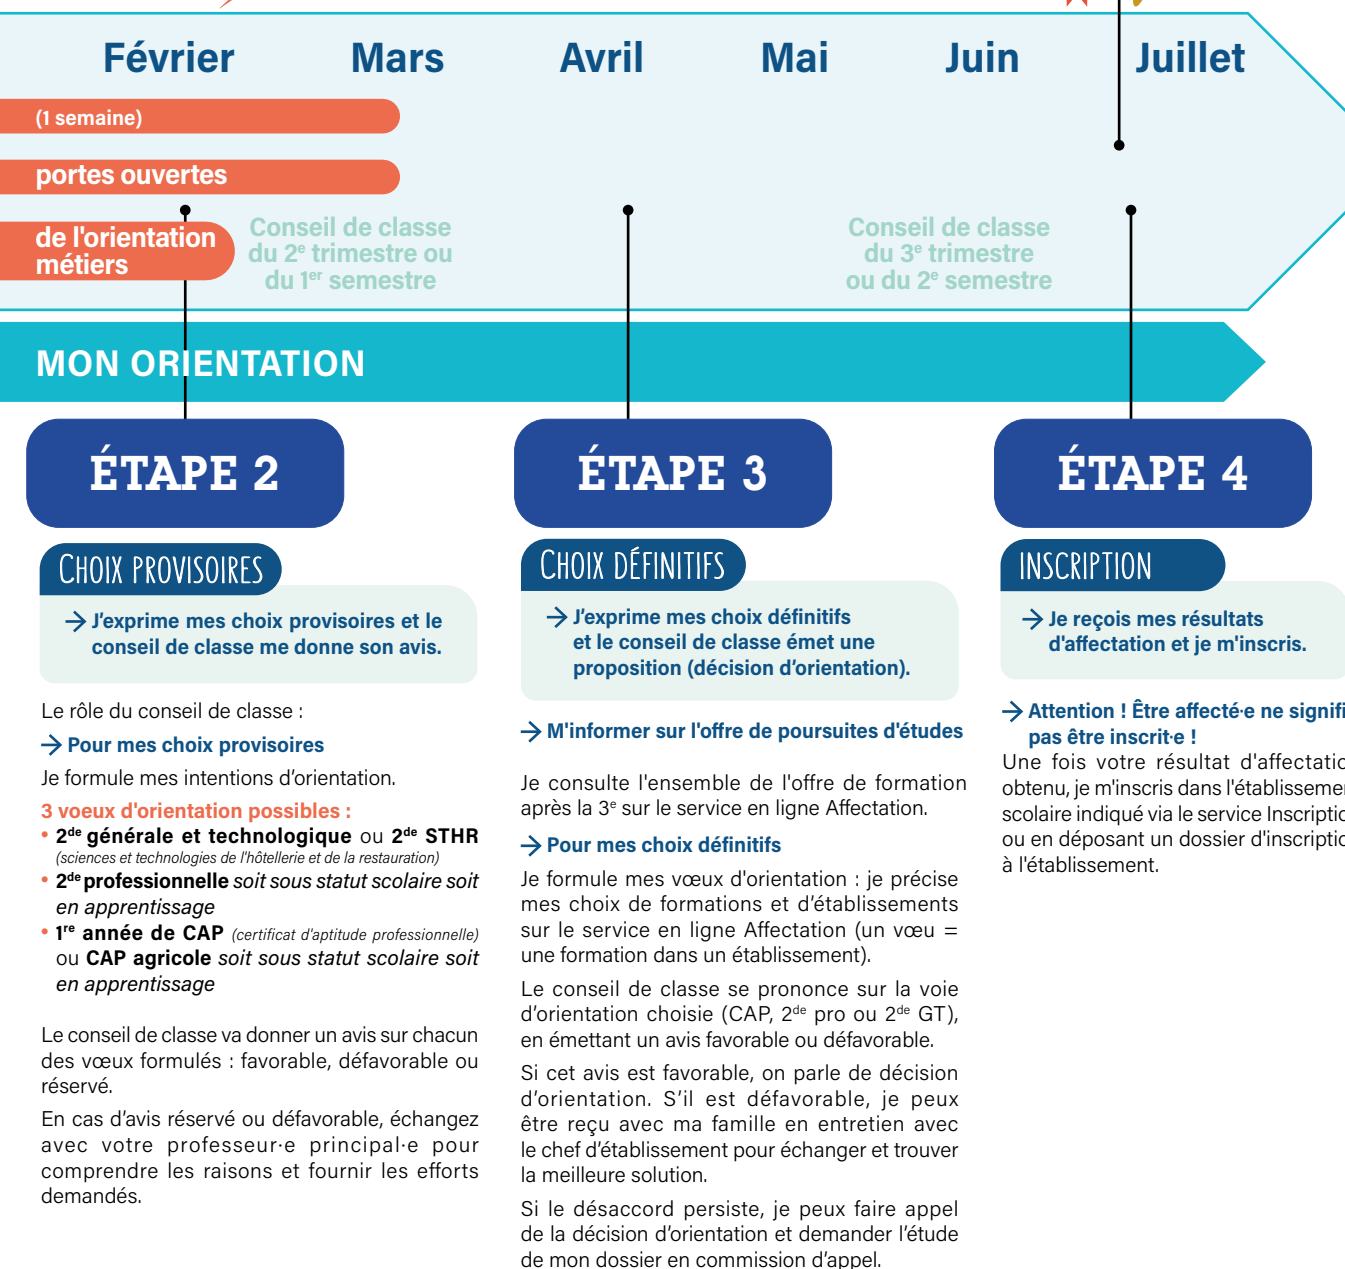 Février
Mars
Avril
Mai
Juin
Juillet
(1 semaine)
portes ouvertes
de l'orientation
métiers
Conseil de classe
du 2e trimestre ou
du 1er semestre
Conseil de classe
du 3e trimestre
ou du 2e semestre
MON ORIENTATION
ÉTAPE 2
CHOIX PROVISOIRES
→ J'exprime mes choix provisoires et le
conseil de classe me donne son avis.
Le rôle du conseil de classe :
→ Pour mes choix provisoires
Je formule mes intentions d'orientation.
3 voeux d'orientation possibles :
• 2de générale et technologique ou 2de STHR
(sciences et technologies de l'hôtellerie et de la restauration)
• 2de professionnelle soit sous statut scolaire soit
en apprentissage
• 1re année de CAP (certificat d'aptitude professionnelle)
ou CAP agricole soit sous statut scolaire soit
en apprentissage
Le conseil de classe va donner un avis sur chacun
des vœux formulés : favorable, défavorable ou
réservé.
En cas d'avis réservé ou défavorable, échangez
avec votre professeur·e principal·e pour
comprendre les raisons et fournir les efforts
demandés.
ÉTAPE 3
CHOIX DÉFINITIFS
→ J'exprime mes choix définitifs
et le conseil de classe émet une
proposition (décision d'orientation).
→ M'informer sur l'offre de poursuites d'études
Je consulte l'ensemble de l'offre de formation
après la 3e sur le service en ligne Affectation.
→ Pour mes choix définitifs
Je formule mes vœux d'orientation : je précise
mes choix de formations et d'établissements
sur le service en ligne Affectation (un vœu =
une formation dans un établissement).
Le conseil de classe se prononce sur la voie
d'orientation choisie (CAP, 2de pro ou 2de GT),
en émettant un avis favorable ou défavorable.
Si cet avis est favorable, on parle de décision
d'orientation. S'il est défavorable, je peux
être reçu avec ma famille en entretien avec
le chef d'établissement pour échanger et trouver
la meilleure solution.
Si le désaccord persiste, je peux faire appel
de la décision d'orientation et demander l'étude
de mon dossier en commission d'appel.
ÉTAPE 4
INSCRIPTION
→ Je reçois mes résultats
d'affectation et je m'inscris.
→ Attention ! Être affecté·e ne signifi
pas être inscrit·e !
Une fois votre résultat d'affectatio
obtenu, je m'inscris dans l'établisseme
scolaire indiqué via le service Inscriptio
ou en déposant un dossier d'inscriptio
à l'établissement.